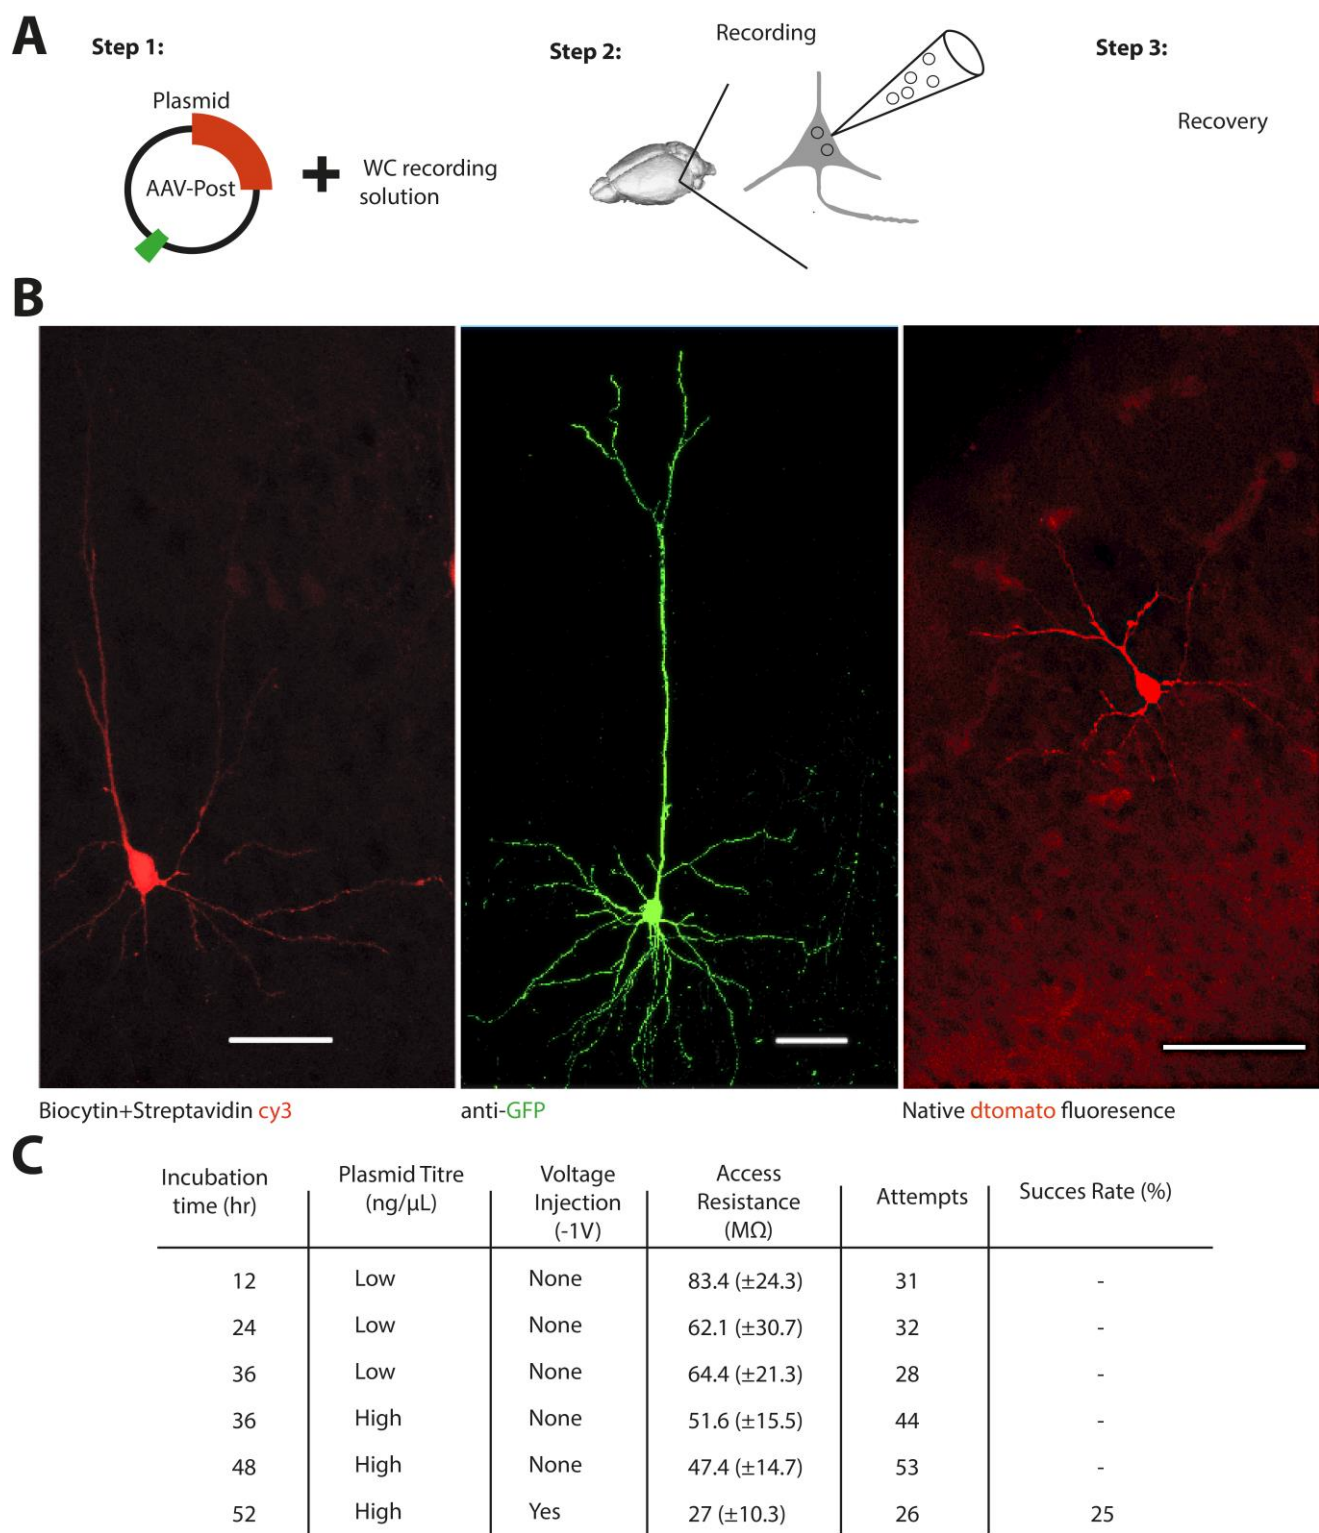 A
Step 1:
Plasmid
AAV-Post
+
WC recording
solution
Step 2:
Recording
Step 3:
Recovery
B
Biocytin+Streptavidin cy3
anti-GFP
Native dtomato fluoresence
C
Incubation
time (hr)
Plasmid Titre
(ng/µL)
Voltage
Injection
(-1V)
Access
Resistance
(MΩ)
Attempts
Succes Rate (%)
12 Low None 83.4 (±24.3) 31 -
24 Low None 62.1 (±30.7) 32 -
36 Low None 64.4 (±21.3) 28 -
36 High None 51.6 (±15.5) 44 -
48 High None 47.4 (±14.7) 53 -
52 High Yes 27 (±10.3) 26 25